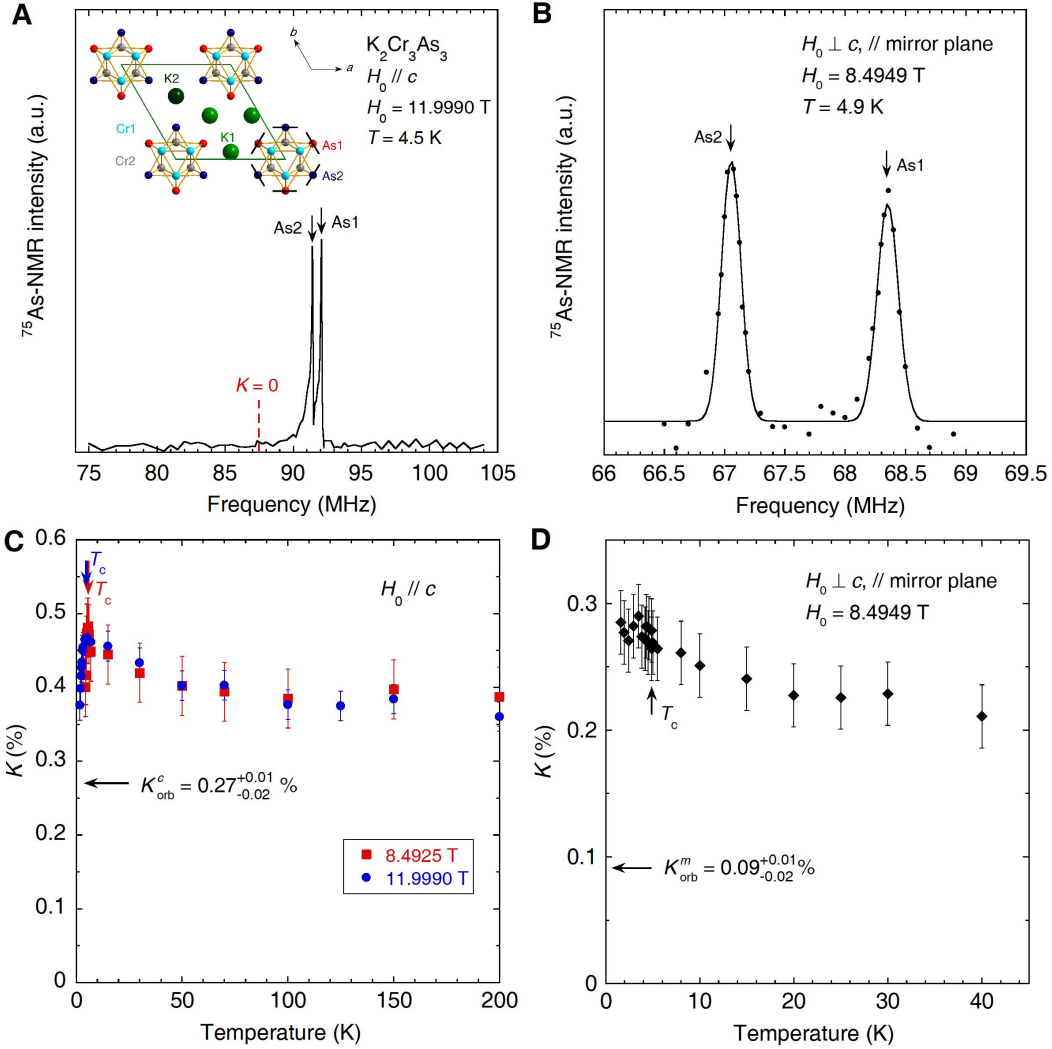 A
b
a
K2
K1
Cr1
Cr2
As1
As2
K₂Cr₃As₃
H₀ // c
H₀ = 11.9990 T
T = 4.5 K
As2
As1
K = 0
⁷⁵As-NMR intensity (a.u.)
75 80 85 90 95 100 105
Frequency (MHz)
B
H₀ ⊥ c, // mirror plane
H₀ = 8.4949 T
T = 4.9 K
As2
As1
⁷⁵As-NMR intensity (a.u.)
66 66.5 67 67.5 68 68.5 69 69.5
Frequency (MHz)
C
T_c
T_c
H₀ // c
K^c_orb = 0.27^{+0.01}_{-0.02} %
8.4925 T
11.9990 T
K (%)
0.6
0.5
0.4
0.3
0.2
0.1
0
0 50 100 150 200
Temperature (K)
D
H₀ ⊥ c, // mirror plane
H₀ = 8.4949 T
T_c
K^m_orb = 0.09^{+0.01}_{-0.02}%
K (%)
0.3
0.2
0.1
0
0 10 20 30 40
Temperature (K)